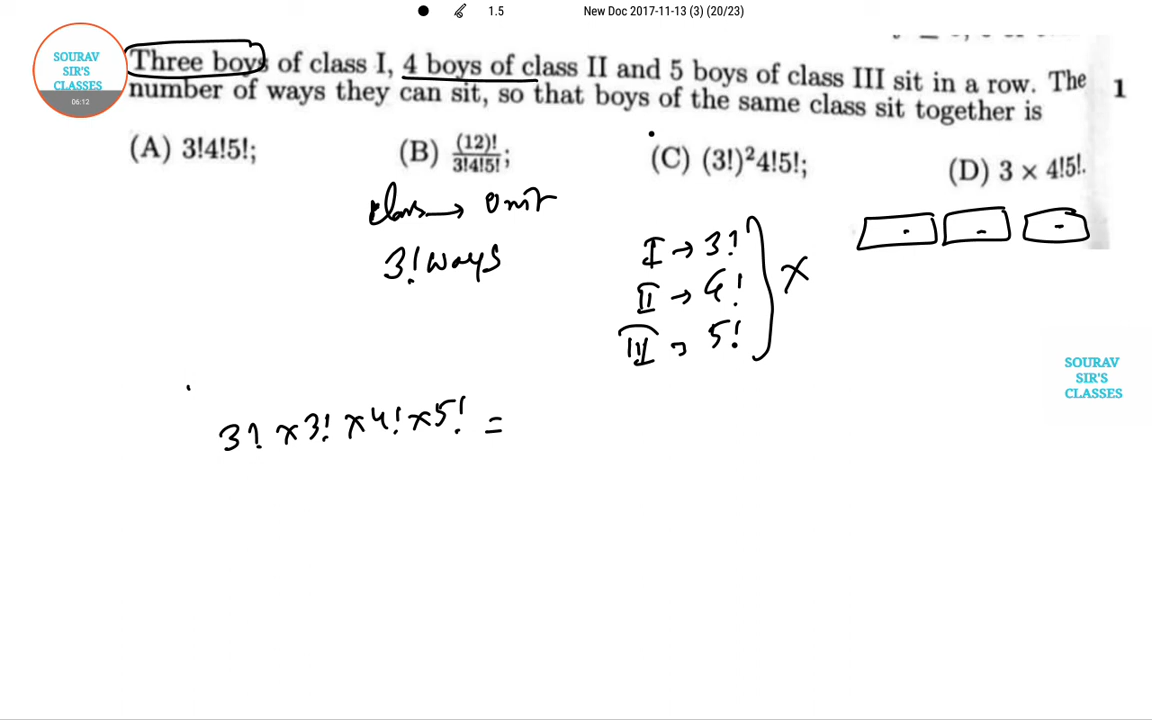 1.5 New Doc 2017-11-13 (3) (20/23)
SOURAV
SIR'S
CLASSES
06:12
Three boys of class I, 4 boys of class II and 5 boys of class III sit in a row. The
number of ways they can sit, so that boys of the same class sit together is
1
(A) 3!4!5!; (B) (12)!/3!4!5!; (C) (3!)²4!5!; (D) 3 × 4!5!.
class → unit
3! ways
I → 3!
II → 4!
III → 5!
×
3! × 3! × 4! × 5! =
SOURAV
SIR'S
CLASSES